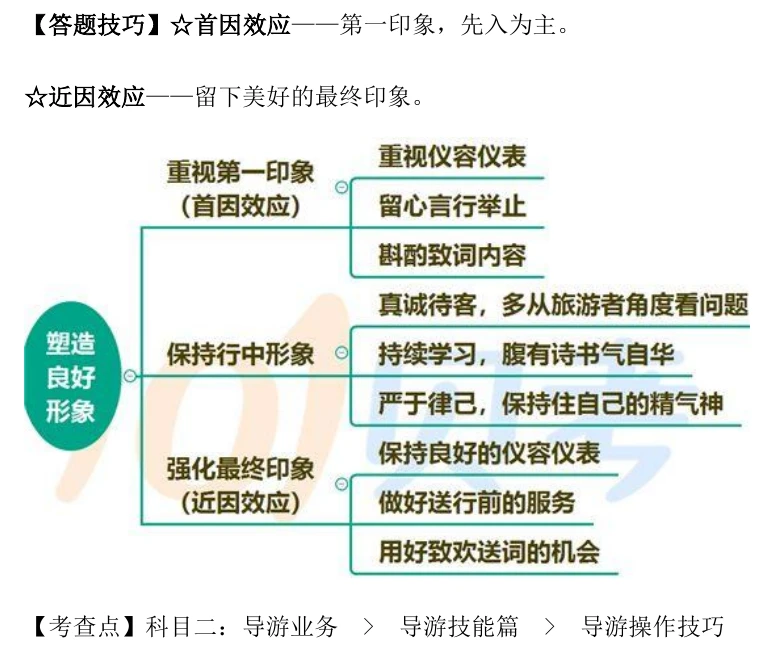 【答题技巧】☆首因效应——第一印象，先入为主。
☆近因效应——留下美好的最终印象。
塑造
良好
形象
重视第一印象
（首因效应）
重视仪容仪表
留心言行举止
斟酌致词内容
保持行中形象
真诚待客，多从旅游者角度看问题
持续学习，腹有诗书气自华
严于律己，保持住自己的精气神
强化最终印象
（近因效应）
保持良好的仪容仪表
做好送行前的服务
用好致欢送词的机会
101贝考
【考查点】科目二：导游业务 > 导游技能篇 > 导游操作技巧